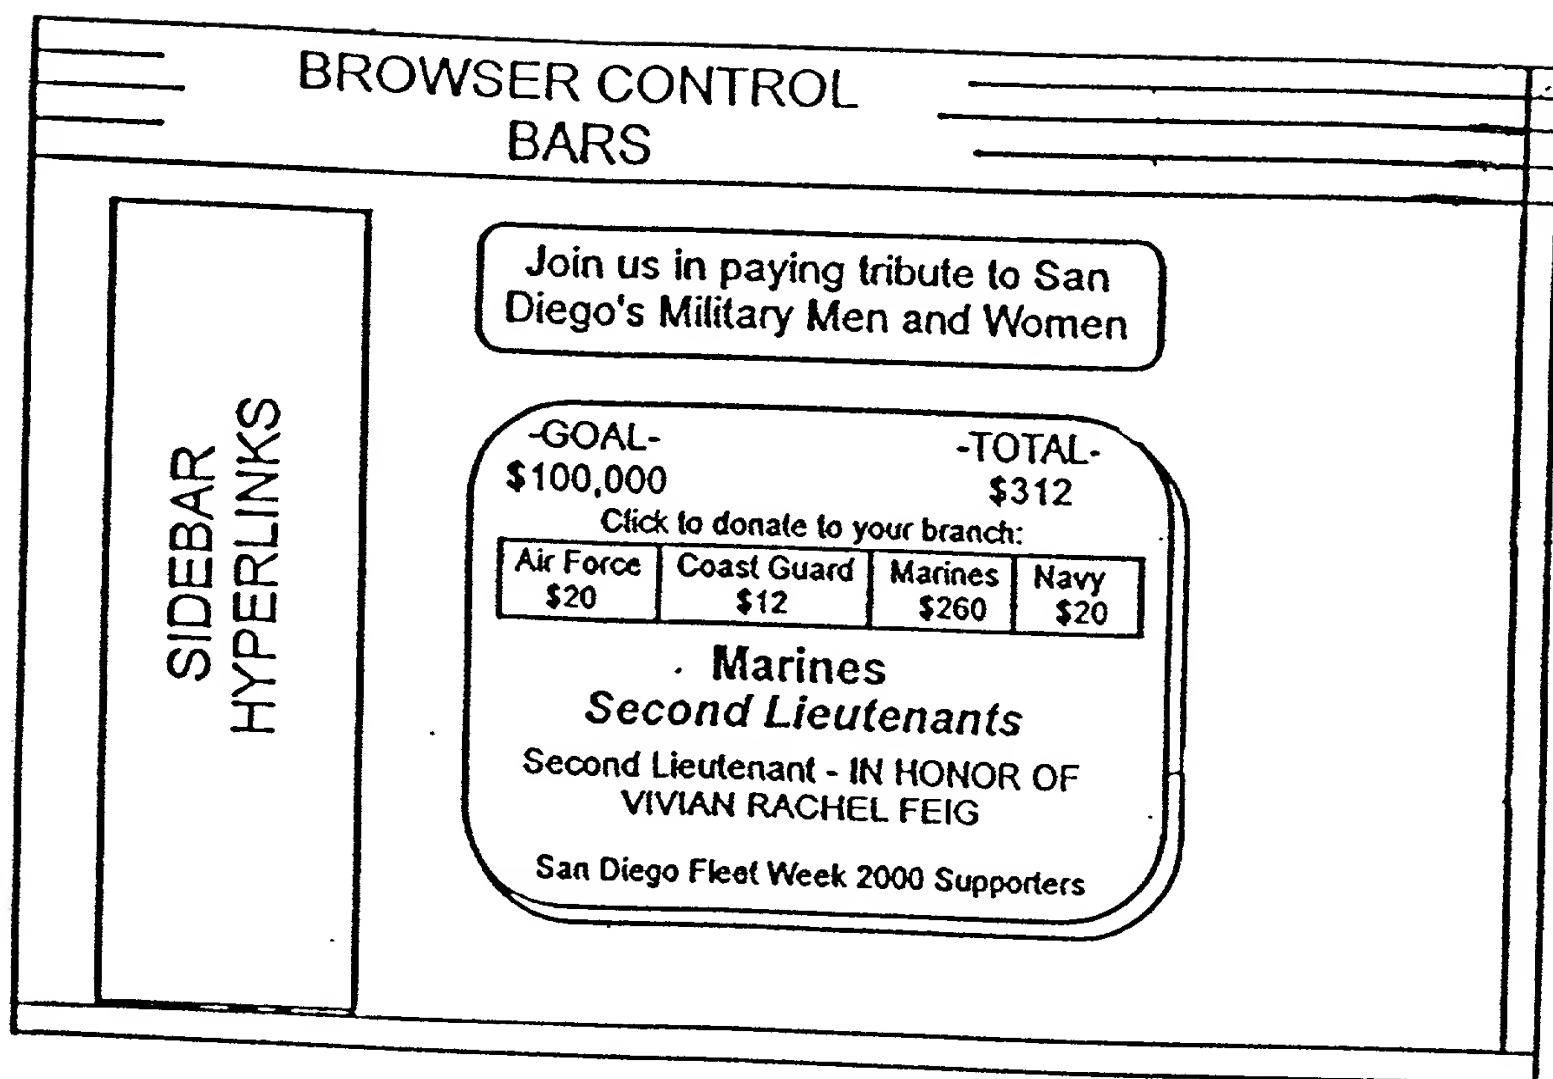 BROWSER CONTROL
BARS
SIDEBAR
HYPERLINKS
Join us in paying tribute to San
Diego's Military Men and Women
-GOAL- -TOTAL-
$100,000 $312
Click to donate to your branch:
Air Force Coast Guard Marines Navy
$20 $12 $260 $20
Marines
Second Lieutenants
Second Lieutenant - IN HONOR OF
VIVIAN RACHEL FEIG
San Diego Fleet Week 2000 Supporters